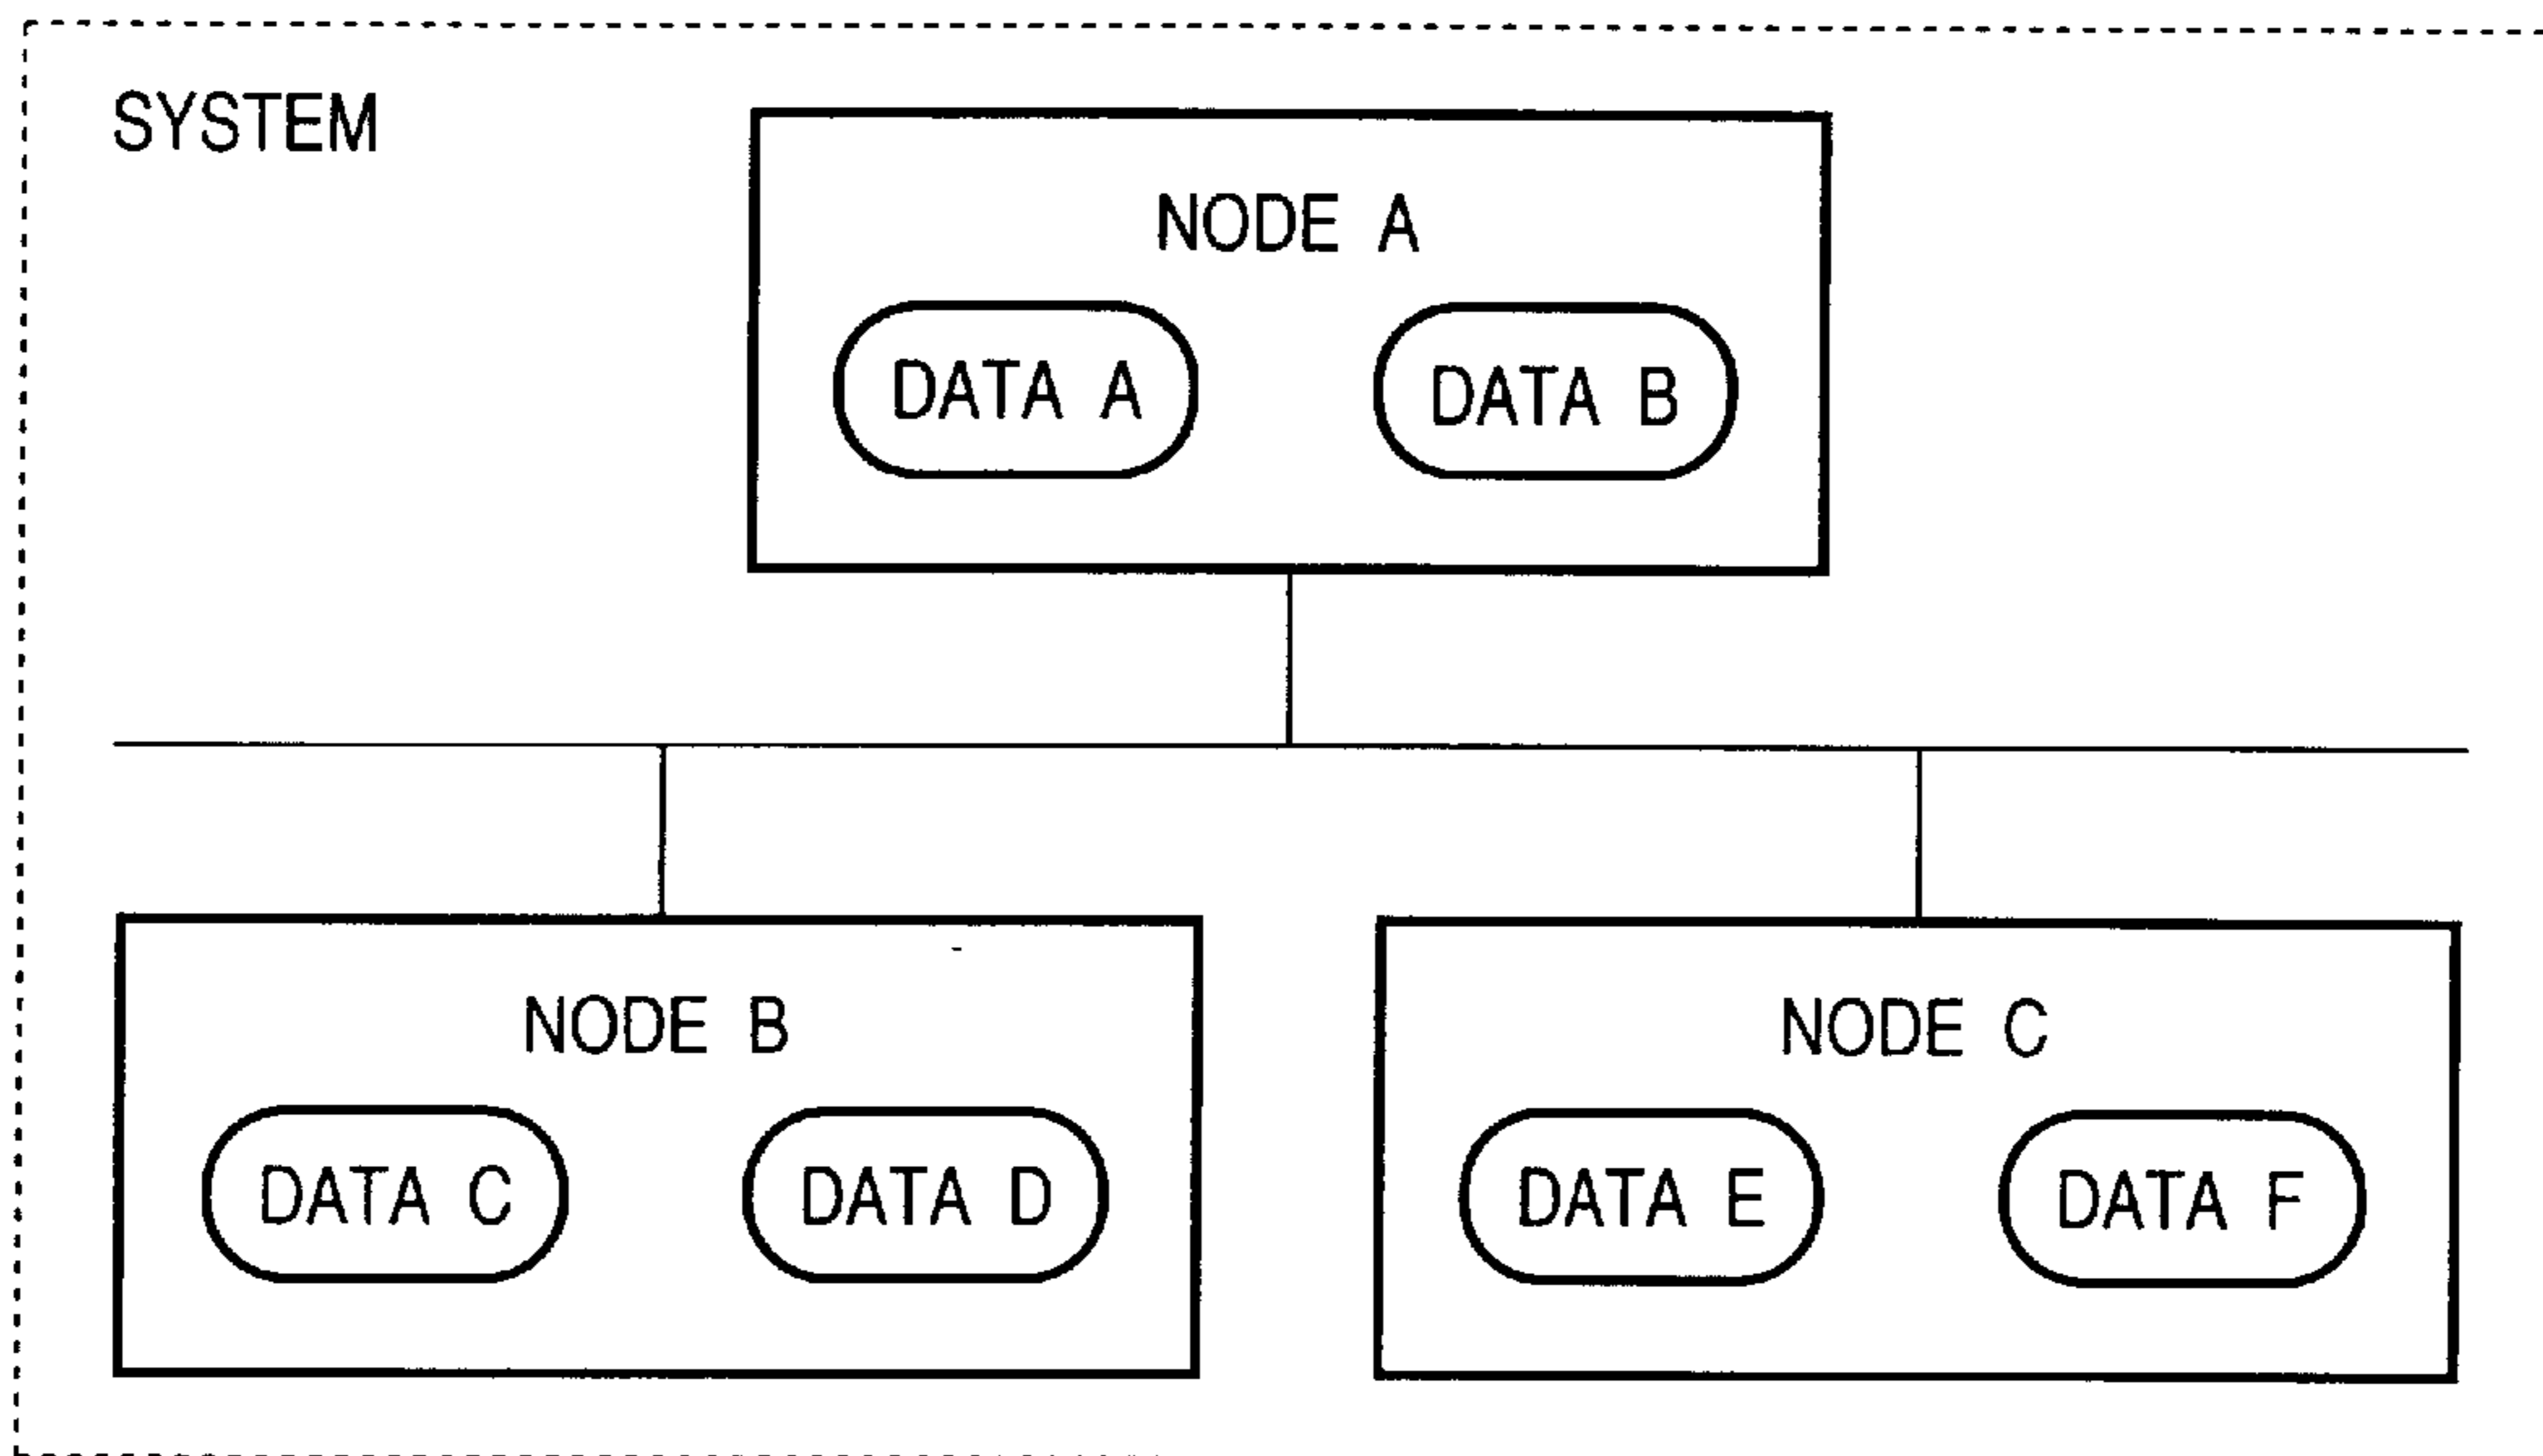 SYSTEM
NODE A
DATA A
DATA B
NODE B
DATA C
DATA D
NODE C
DATA E
DATA F